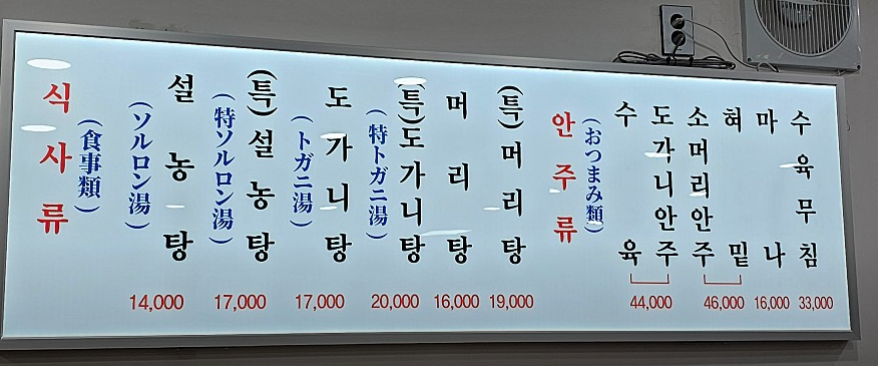 식사류
(食事類)
설농탕
(ソルロン湯)
14,000
(특)설농탕
(特ソルロン湯)
17,000
도가니탕
(トガニ湯)
17,000
(특)도가니탕
(特トガニ湯)
20,000
머리탕
16,000
(특)머리탕
19,000
안주류
(おつまみ類)
수육
도가니안주
44,000
소머리안주
혀밑
46,000
마나
16,000
수육무침
33,000